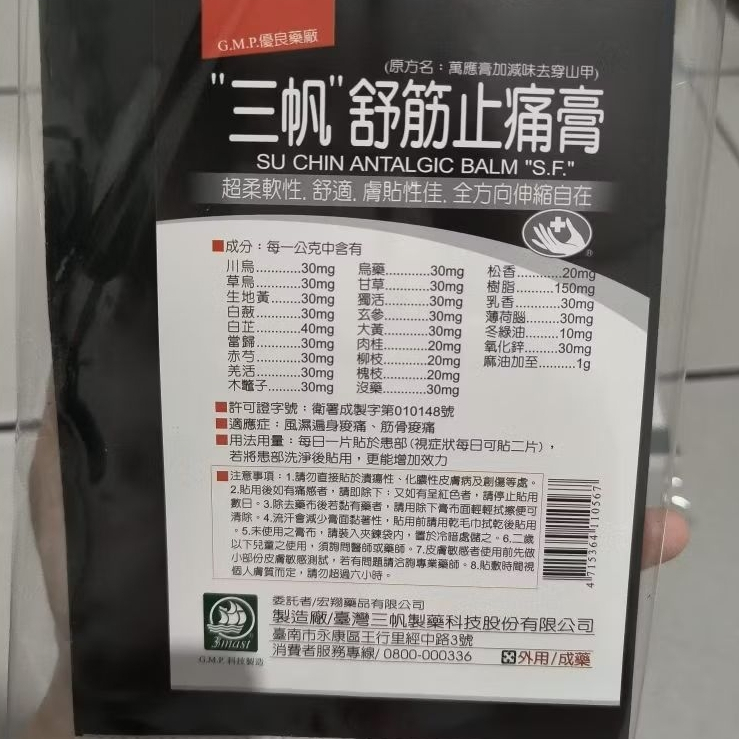 G.M.P.優良藥廠
(原方名：萬應膏加減味去穿山甲)
"三帆"舒筋止痛膏
SU CHIN ANTALGIC BALM "S.F."
超柔軟性. 舒適. 膚貼性佳. 全方向伸縮自在
®
■成分：每一公克中含有
川烏............30mg 烏藥............30mg 松香............20mg
草烏............30mg 甘草............30mg 樹脂..........150mg
生地黃........30mg 獨活............30mg 乳香............30mg
白蘞............30mg 玄參............30mg 薄荷腦........30mg
白芷............40mg 大黃............30mg 冬綠油........10mg
當歸............30mg 肉桂............20mg 氧化鋅........30mg
赤芍............30mg 柳枝............20mg 麻油加至..........1g
羌活............30mg 槐枝............20mg
木鼈子........30mg 沒藥............30mg
■許可證字號：衛署成製字第010148號
■適應症：風濕遍身痠痛、筋骨痠痛
■用法用量：每日一片貼於患部(視症狀每日可貼二片)，
若將患部洗淨後貼用，更能增加效力
■注意事項：1.請勿直接貼於潰瘍性、化膿性皮膚病及創傷等處。
2.貼用後如有痛感者，請即除下；又如有呈紅色者，請停止貼用
數日。3.除去藥布後若黏有藥者，請用除下膏布面輕輕拭擦便可
清除。4.流汗會減少膏面黏著性，貼用前請用乾毛巾拭乾後貼用
。5.未使用之膏布，請裝入夾鍊袋內，置於冷暗處儲之。6.二歲
以下兒童之使用，須詢問醫師或藥師。7.皮膚敏感者使用前先做
小部份皮膚敏感測試，若有問題請洽詢專業藥師。8.貼敷時間視
個人膚質而定，請勿超過六小時。
4 715364 110567
委託者/宏翔藥品有限公司
製造廠/臺灣三帆製藥科技股份有限公司
臺南市永康區王行里經中路3號
消費者服務專線/ 0800-000336
外用/成藥
3mast
G.M.P. 科技製造